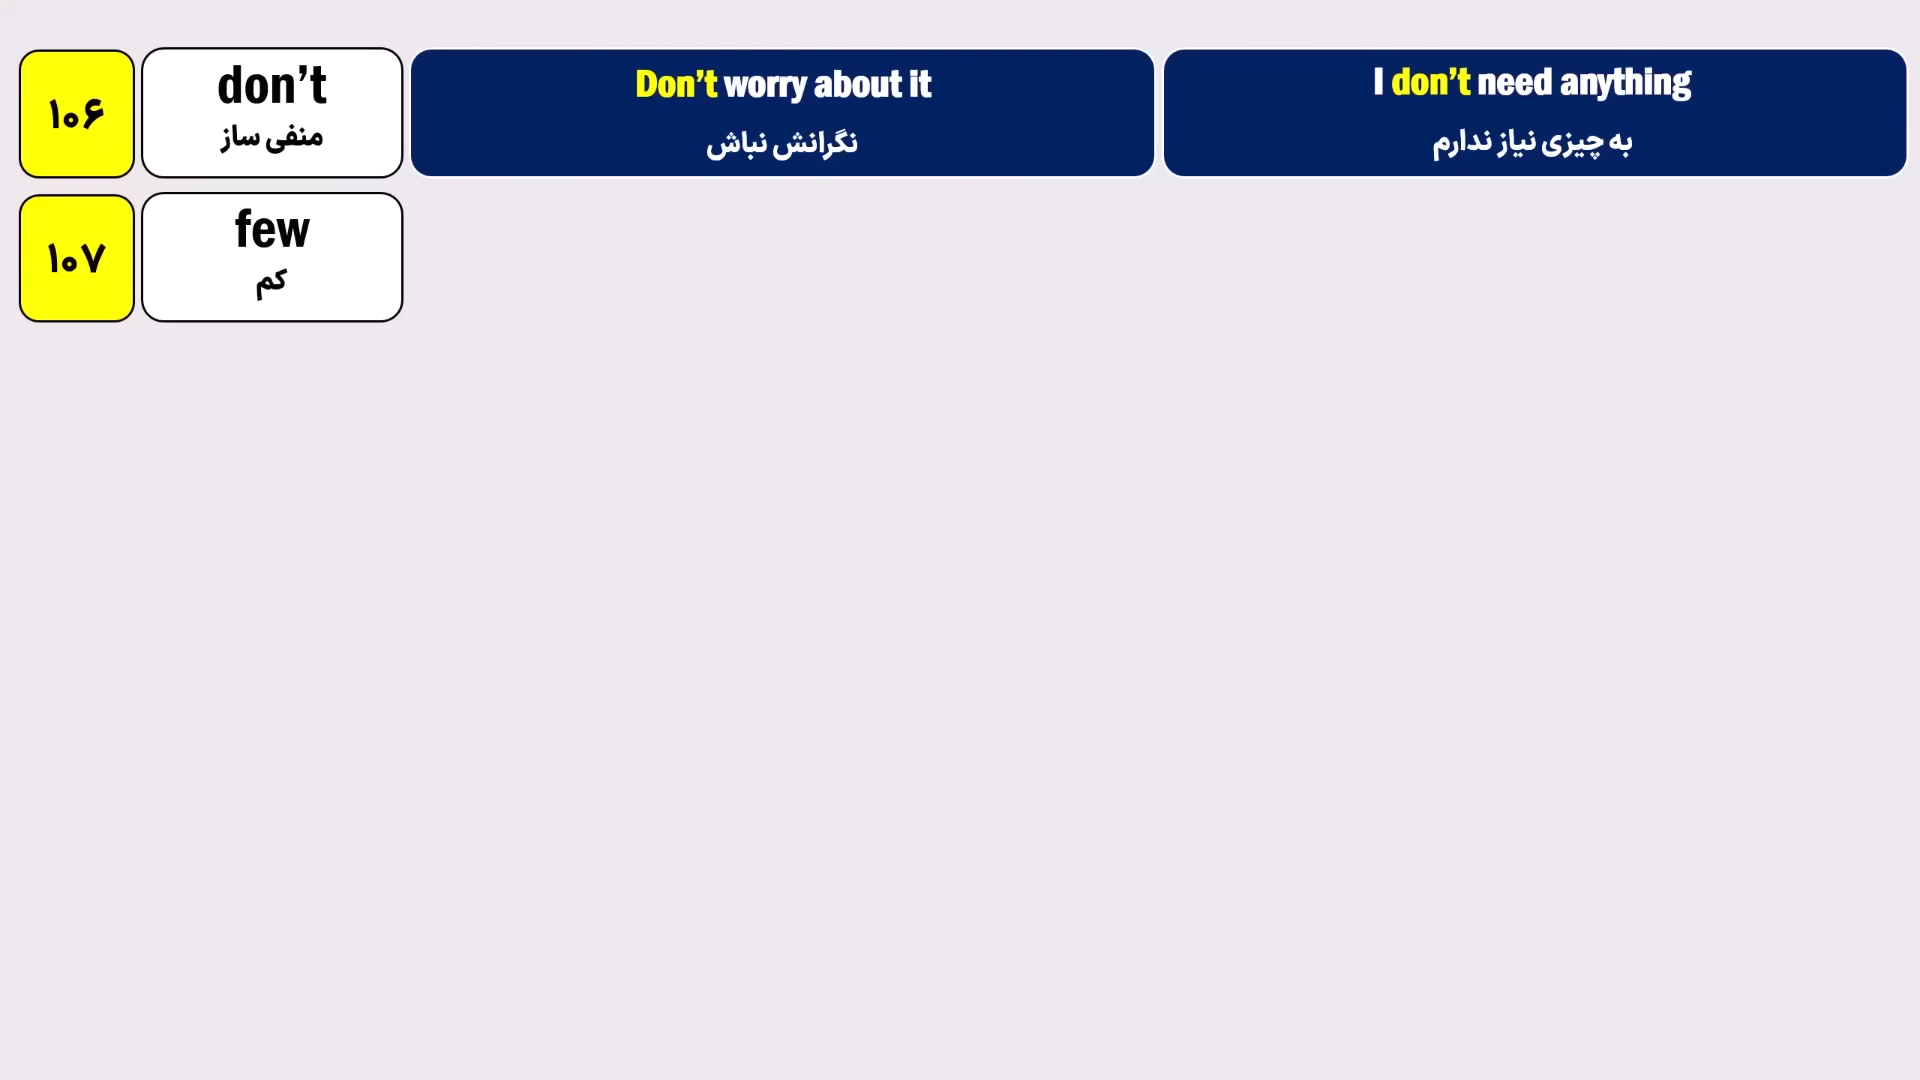 ۱۰۶
don’t
منفی ساز
Don’t worry about it
نگرانش نباش
I don’t need anything
به چیزی نیاز ندارم
۱۰۷
few
کم